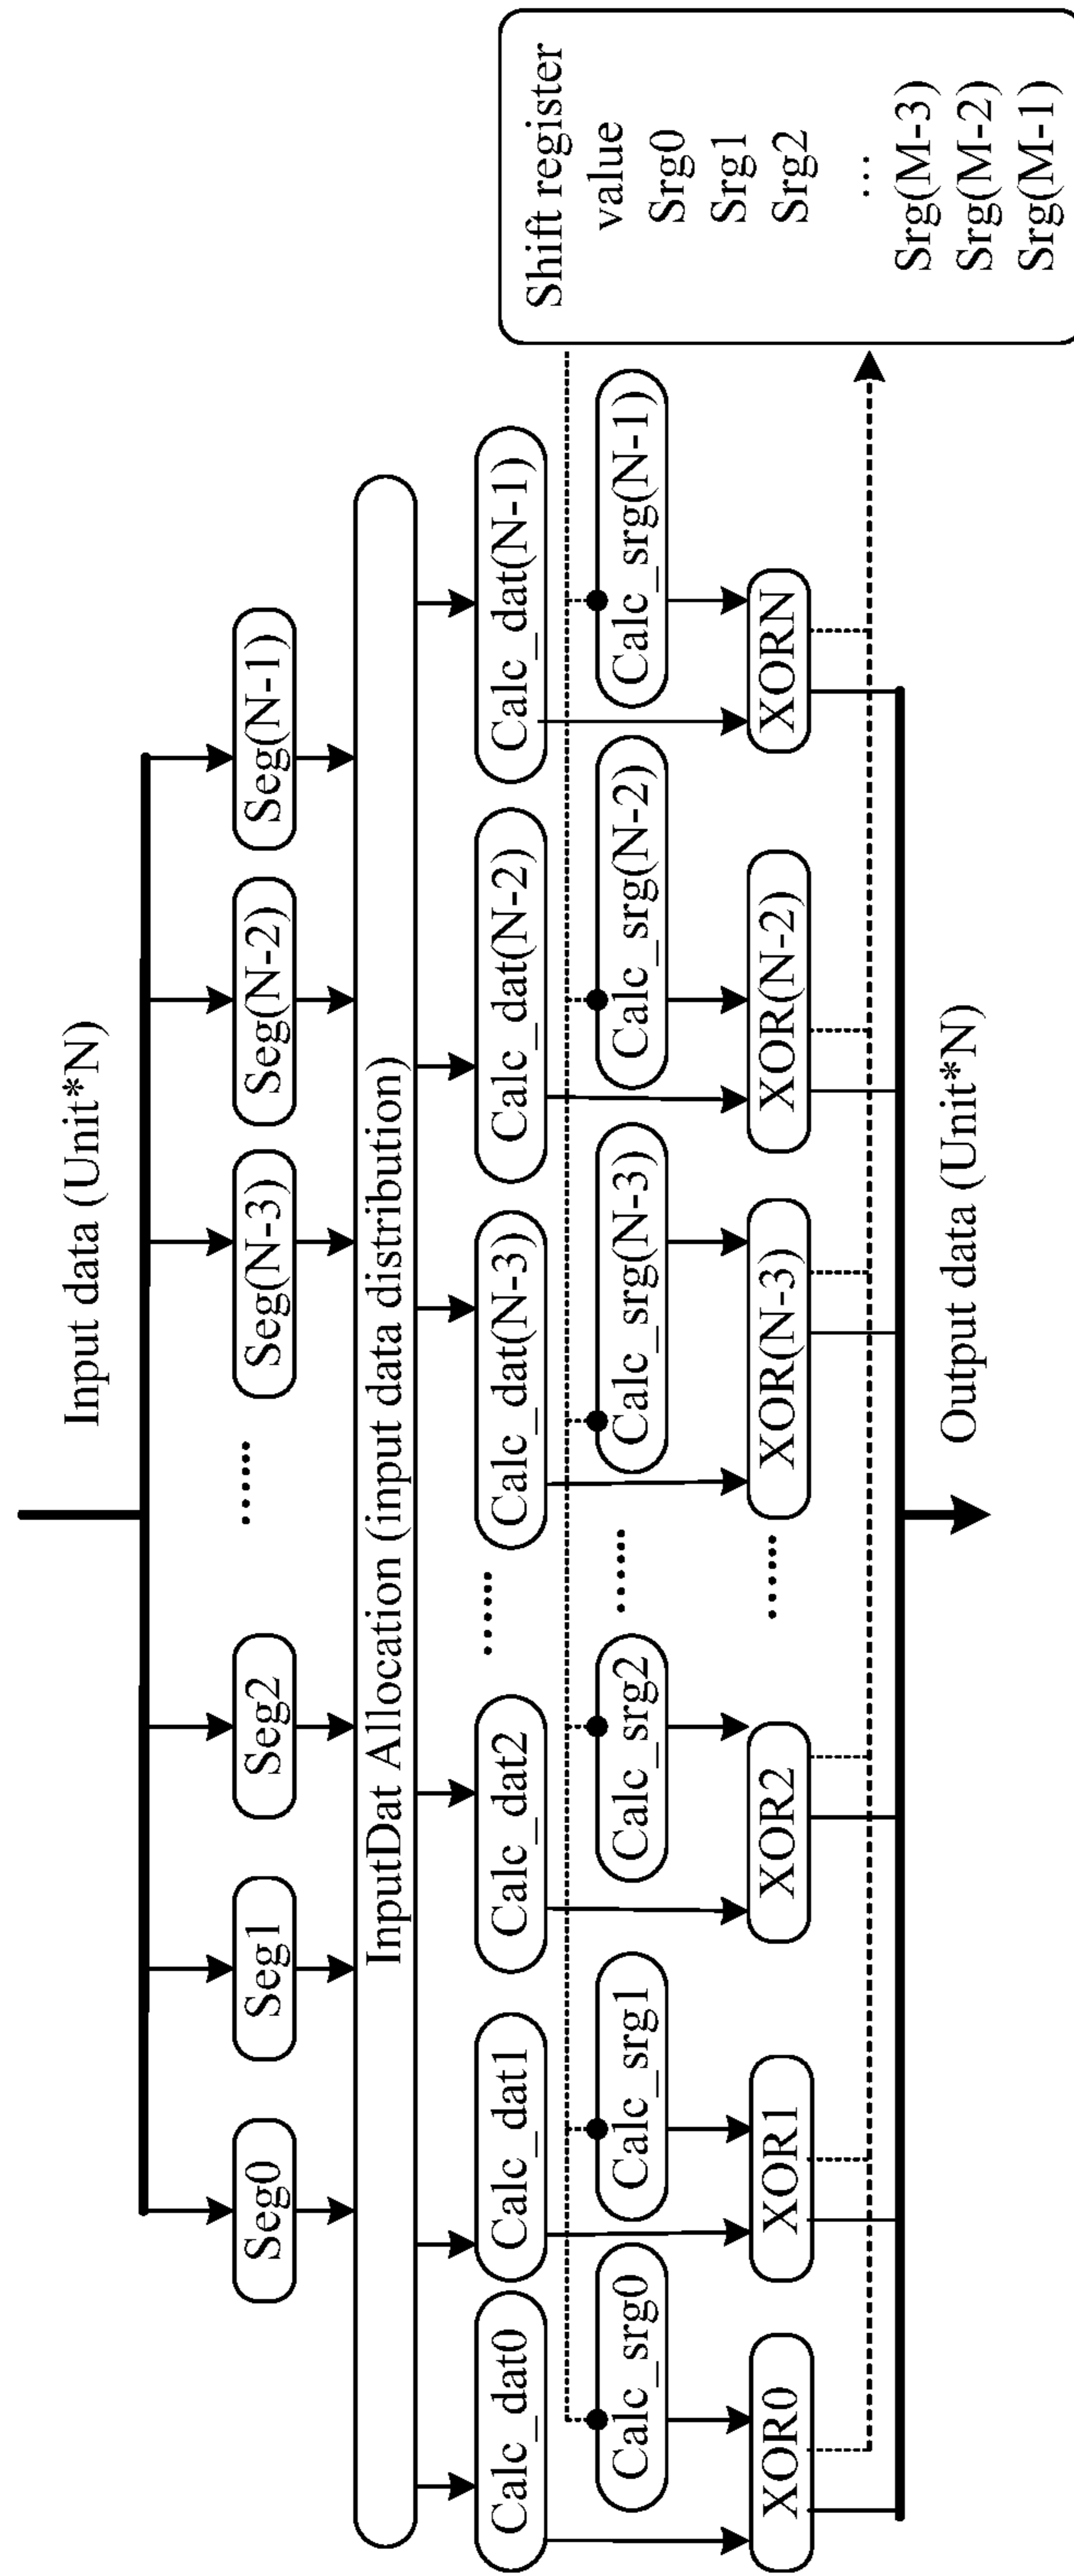 Input data (Unit*N)
Seg0
Seg1
Seg2
......
Seg(N-3)
Seg(N-2)
Seg(N-1)
InputDat Allocation (input data distribution)
Calc_dat0
Calc_dat1
Calc_dat2
......
Calc_dat(N-3)
Calc_dat(N-2)
Calc_dat(N-1)
Calc_srg0
Calc_srg1
Calc_srg2
......
Calc_srg(N-3)
Calc_srg(N-2)
Calc_srg(N-1)
XOR0
XOR1
XOR2
......
XOR(N-3)
XOR(N-2)
XORN
Output data (Unit*N)
Shift register
value
Srg0
Srg1
Srg2
...
Srg(M-3)
Srg(M-2)
Srg(M-1)